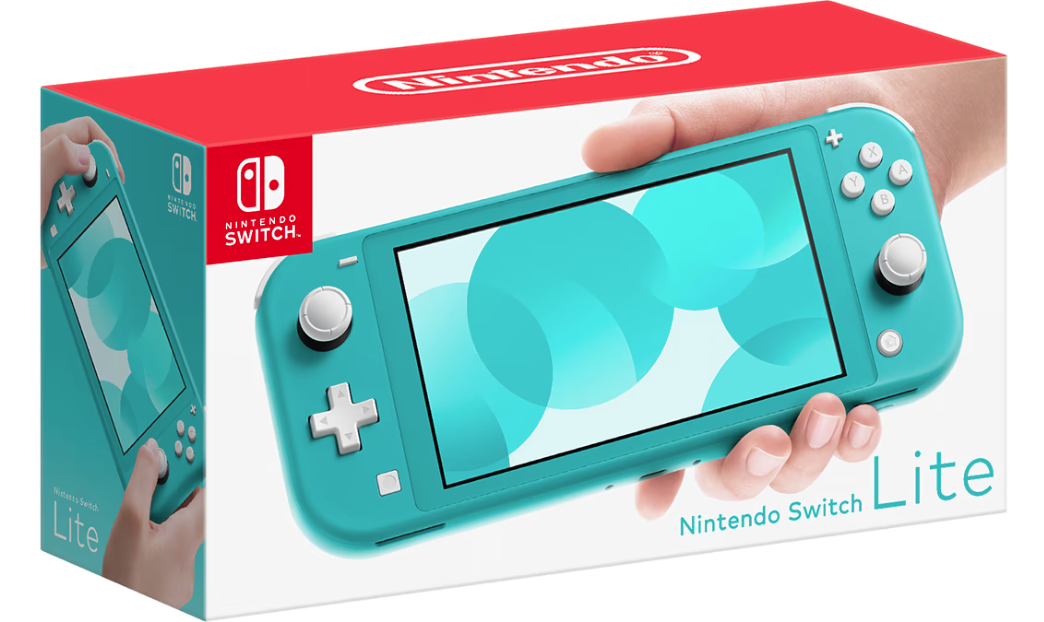 Nintendo
NINTENDO
SWITCH
NINTENDO
SWITCH
X
Y
A
B
Nintendo Switch
Lite
Nintendo Switch Lite